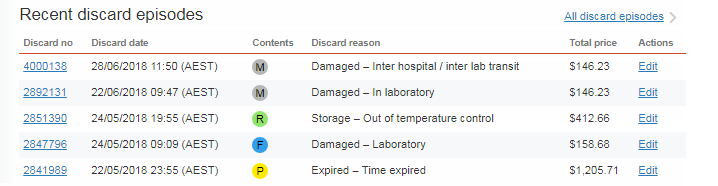 Recent discard episodes
All discard episodes
Discard no Discard date Contents Discard reason Total price Actions
4000138 28/06/2018 11:50 (AEST) M Damaged – Inter hospital / inter lab transit $146.23 Edit
2892131 22/06/2018 09:47 (AEST) M Damaged – In laboratory $146.23 Edit
2851390 24/05/2018 19:55 (AEST) R Storage – Out of temperature control $412.66 Edit
2847796 24/05/2018 09:09 (AEST) F Damaged – Laboratory $158.68 Edit
2841989 22/05/2018 23:55 (AEST) P Expired – Time expired $1,205.71 Edit